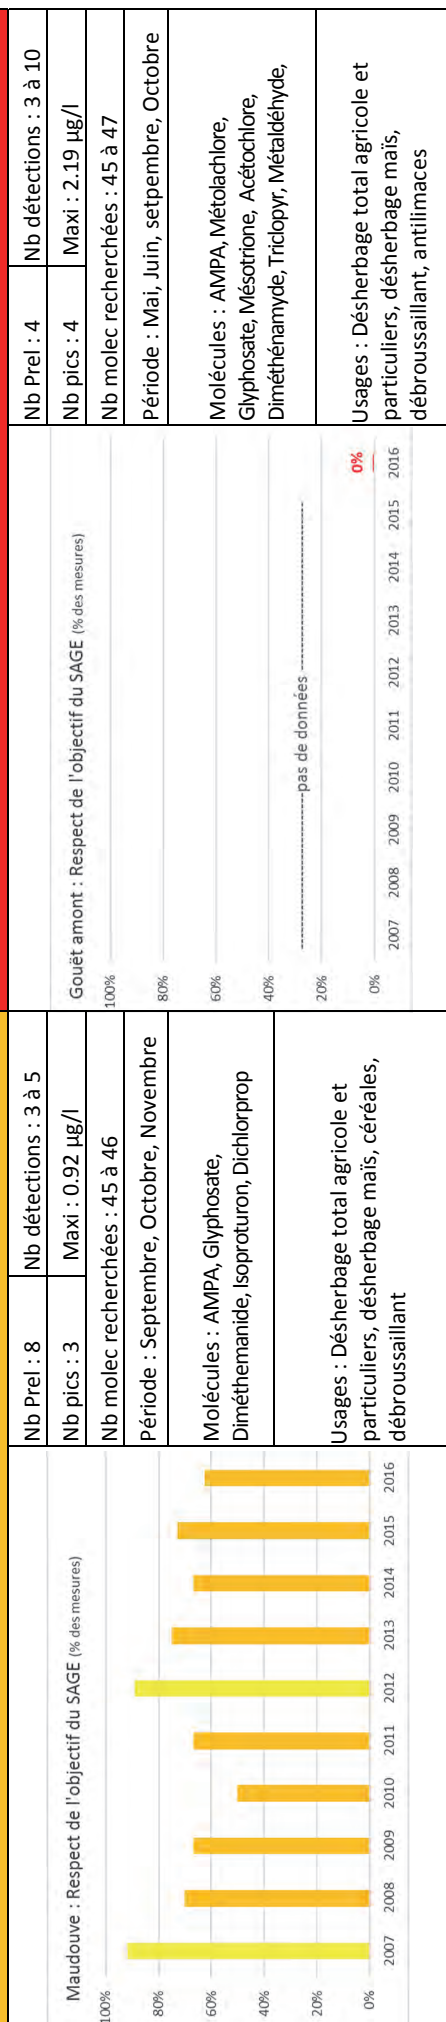 Maudouve : Respect de l'objectif du SAGE (% des mesures)
100%
80%
60%
40%
20%
0%
2007 2008 2009 2010 2011 2012 2013 2014 2015 2016
Nb Prel : 8 Nb détections : 3 à 5
Nb pics : 3 Maxi : 0.92 µg/l
Nb molec recherchées : 45 à 46
Période : Septembre, Octobre, Novembre
Molécules : AMPA, Glyphosate,
Diméthemanide, Isoproturon, Dichlorprop
Usages : Désherbage total agricole et
particuliers, désherbage maïs, céréales,
débroussaillant
Gouët amont : Respect de l'objectif du SAGE (% des mesures)
100%
80%
60%
40%
20%
0%
pas de données
0%
2007 2008 2009 2010 2011 2012 2013 2014 2015 2016
Nb Prel : 4 Nb détections : 3 à 10
Nb pics : 4 Maxi : 2.19 µg/l
Nb molec recherchées : 45 à 47
Période : Mai, Juin, setpembre, Octobre
Molécules : AMPA, Métolachlore,
Glyphosate, Mésotrione, Acétochlore,
Diméthénamyde, Triclopyr, Métaldéhyde,
Usages : Désherbage total agricole et
particuliers, désherbage maïs,
débroussaillant, antilimaces